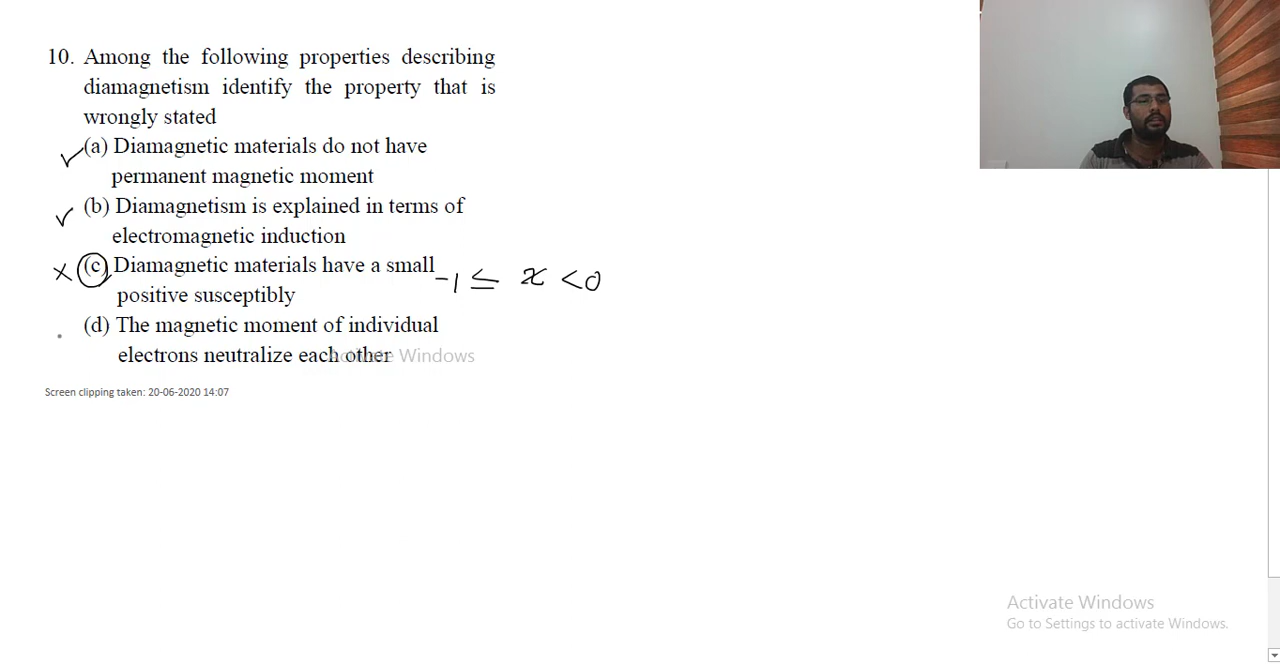 10. Among the following properties describing
diamagnetism identify the property that is
wrongly stated
(a) Diamagnetic materials do not have
permanent magnetic moment
(b) Diamagnetism is explained in terms of
electromagnetic induction
(c) Diamagnetic materials have a small
positive susceptibly
-1 ≤ x < 0
(d) The magnetic moment of individual
electrons neutralize each other
Activate Windows
Screen clipping taken: 20-06-2020 14:07
Activate Windows
Go to Settings to activate Windows.